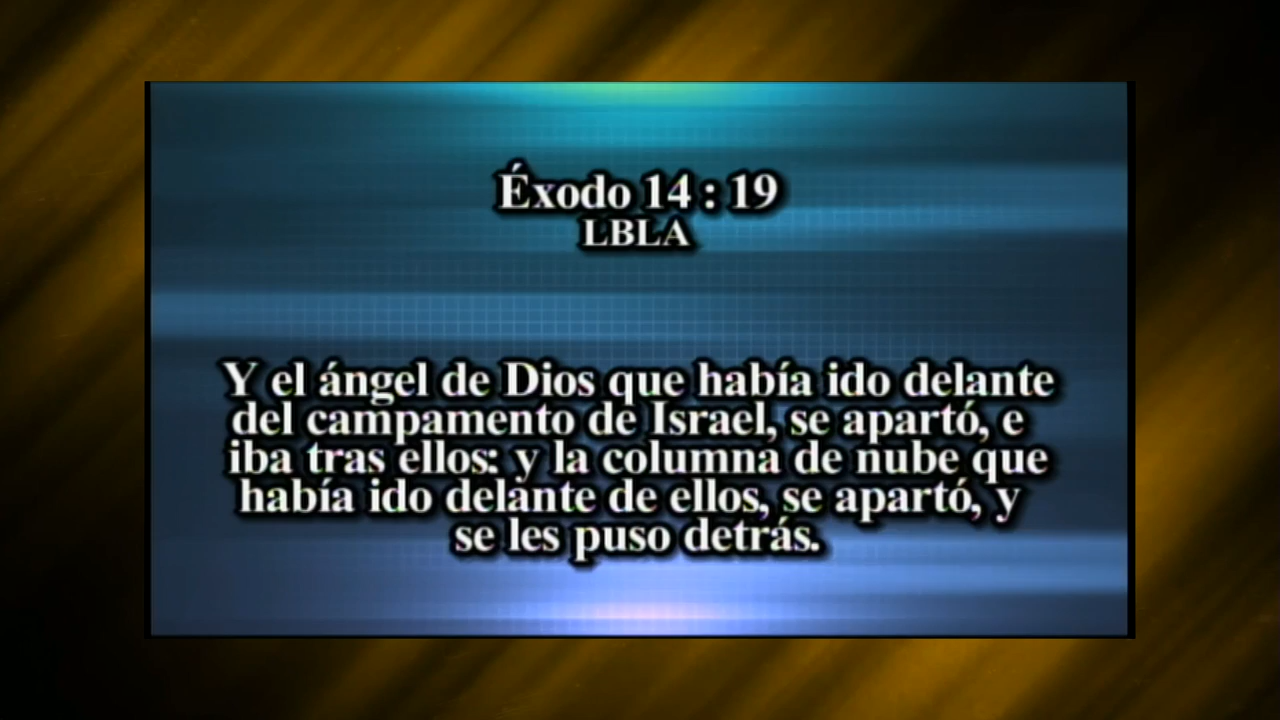 Éxodo 14 : 19
LBLA
Y el ángel de Dios que había ido delante
del campamento de Israel, se apartó, e
iba tras ellos: y la columna de nube que
había ido delante de ellos, se apartó, y
se les puso detrás.